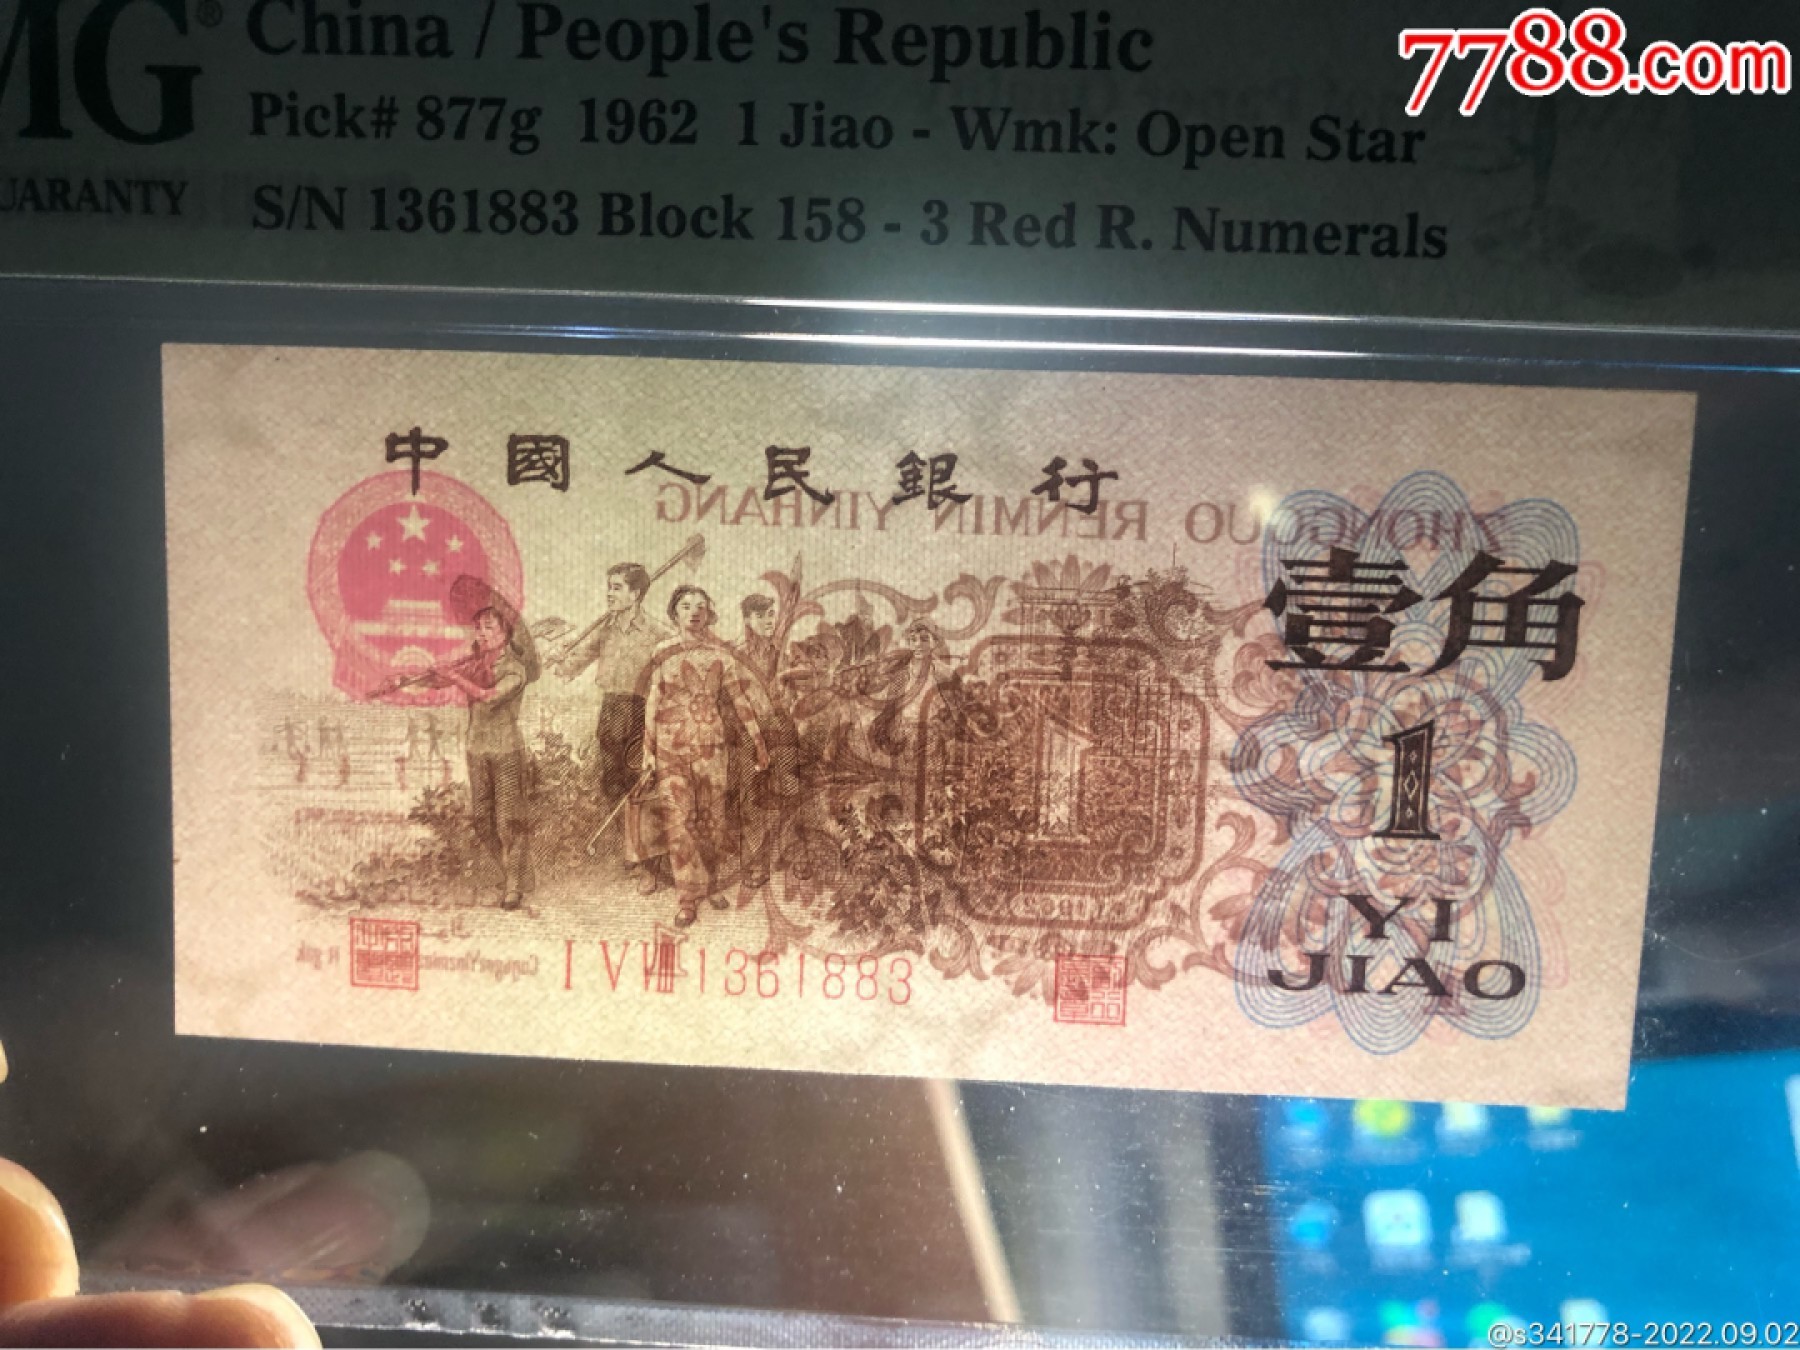 MG® China / People's Republic
7788.com
Pick# 877g 1962 1 Jiao - Wmk: Open Star
UARANTY
S/N 1361883 Block 158 - 3 Red R. Numerals
中國人民銀行
ZHONGGUO RENMIN YINHANG
壹角
1
YI
JIAO
I V VIII 1361883
@s341778-2022.09.02